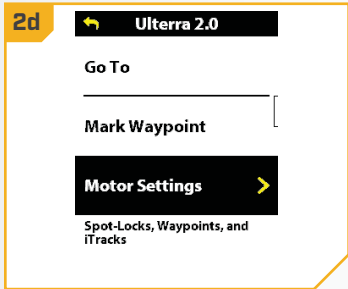 2d
Ulterra 2.0
Go To
Mark Waypoint
Motor Settings
Spot-Locks, Waypoints, and
iTracks